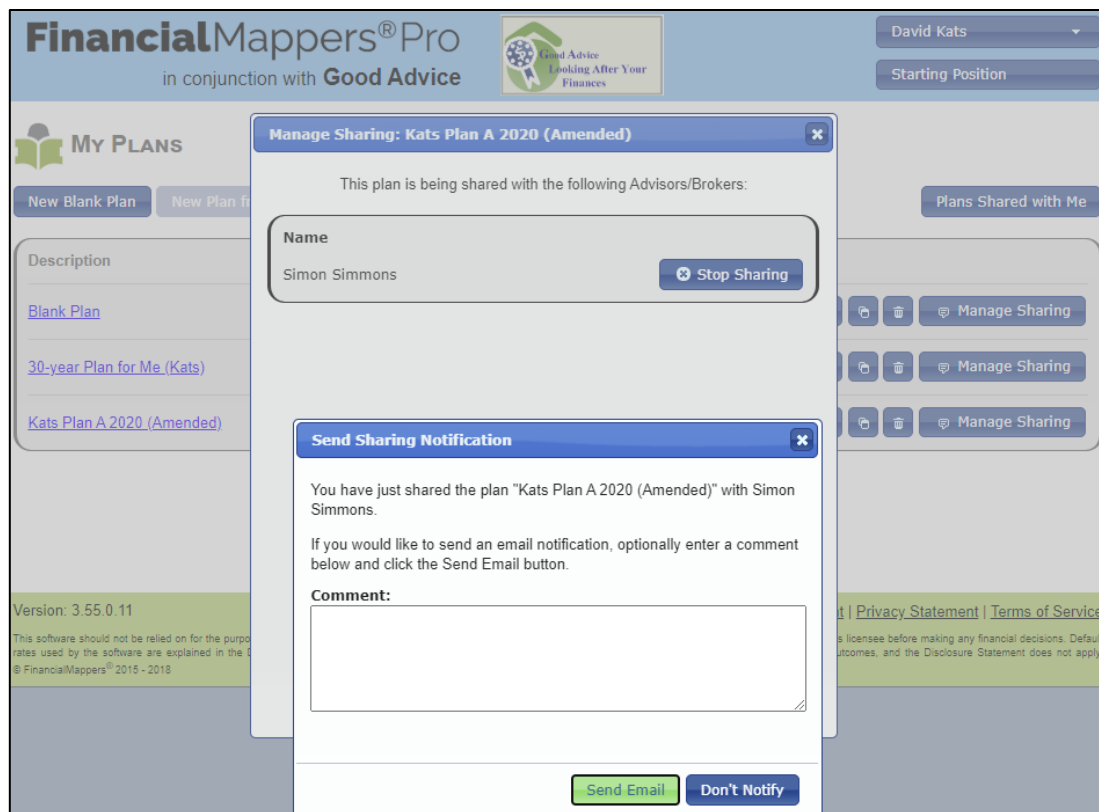 FinancialMappers®Pro
in conjunction with Good Advice
Good Advice
Looking After Your
Finances
David Kats
Starting Position
MY PLANS
New Blank Plan
New Plan
Plans Shared with Me
Manage Sharing: Kats Plan A 2020 (Amended)
This plan is being shared with the following Advisors/Brokers:
Name
Simon Simmons
Stop Sharing
Description
Blank Plan
Manage Sharing
30-year Plan for Me (Kats)
Manage Sharing
Kats Plan A 2020 (Amended)
Manage Sharing
Send Sharing Notification
You have just shared the plan "Kats Plan A 2020 (Amended)" with Simon
Simmons.
If you would like to send an email notification, optionally enter a comment
below and click the Send Email button.
Comment:
Send Email
Don't Notify
Version: 3.55.0.11
| Privacy Statement | Terms of Service
This software should not be relied on for the
licensee before making any financial decisions.
rates used by the software are explained in the
and the Disclosure Statement does not apply
© FinancialMappers® 2015 - 2018